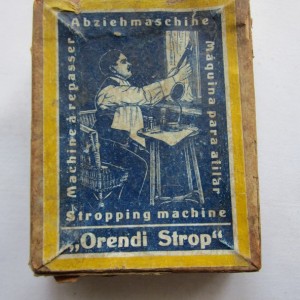 Abziehmaschine
Machine à repasser
Máquina para afilar
Stropping machine
„Orendi Strop“